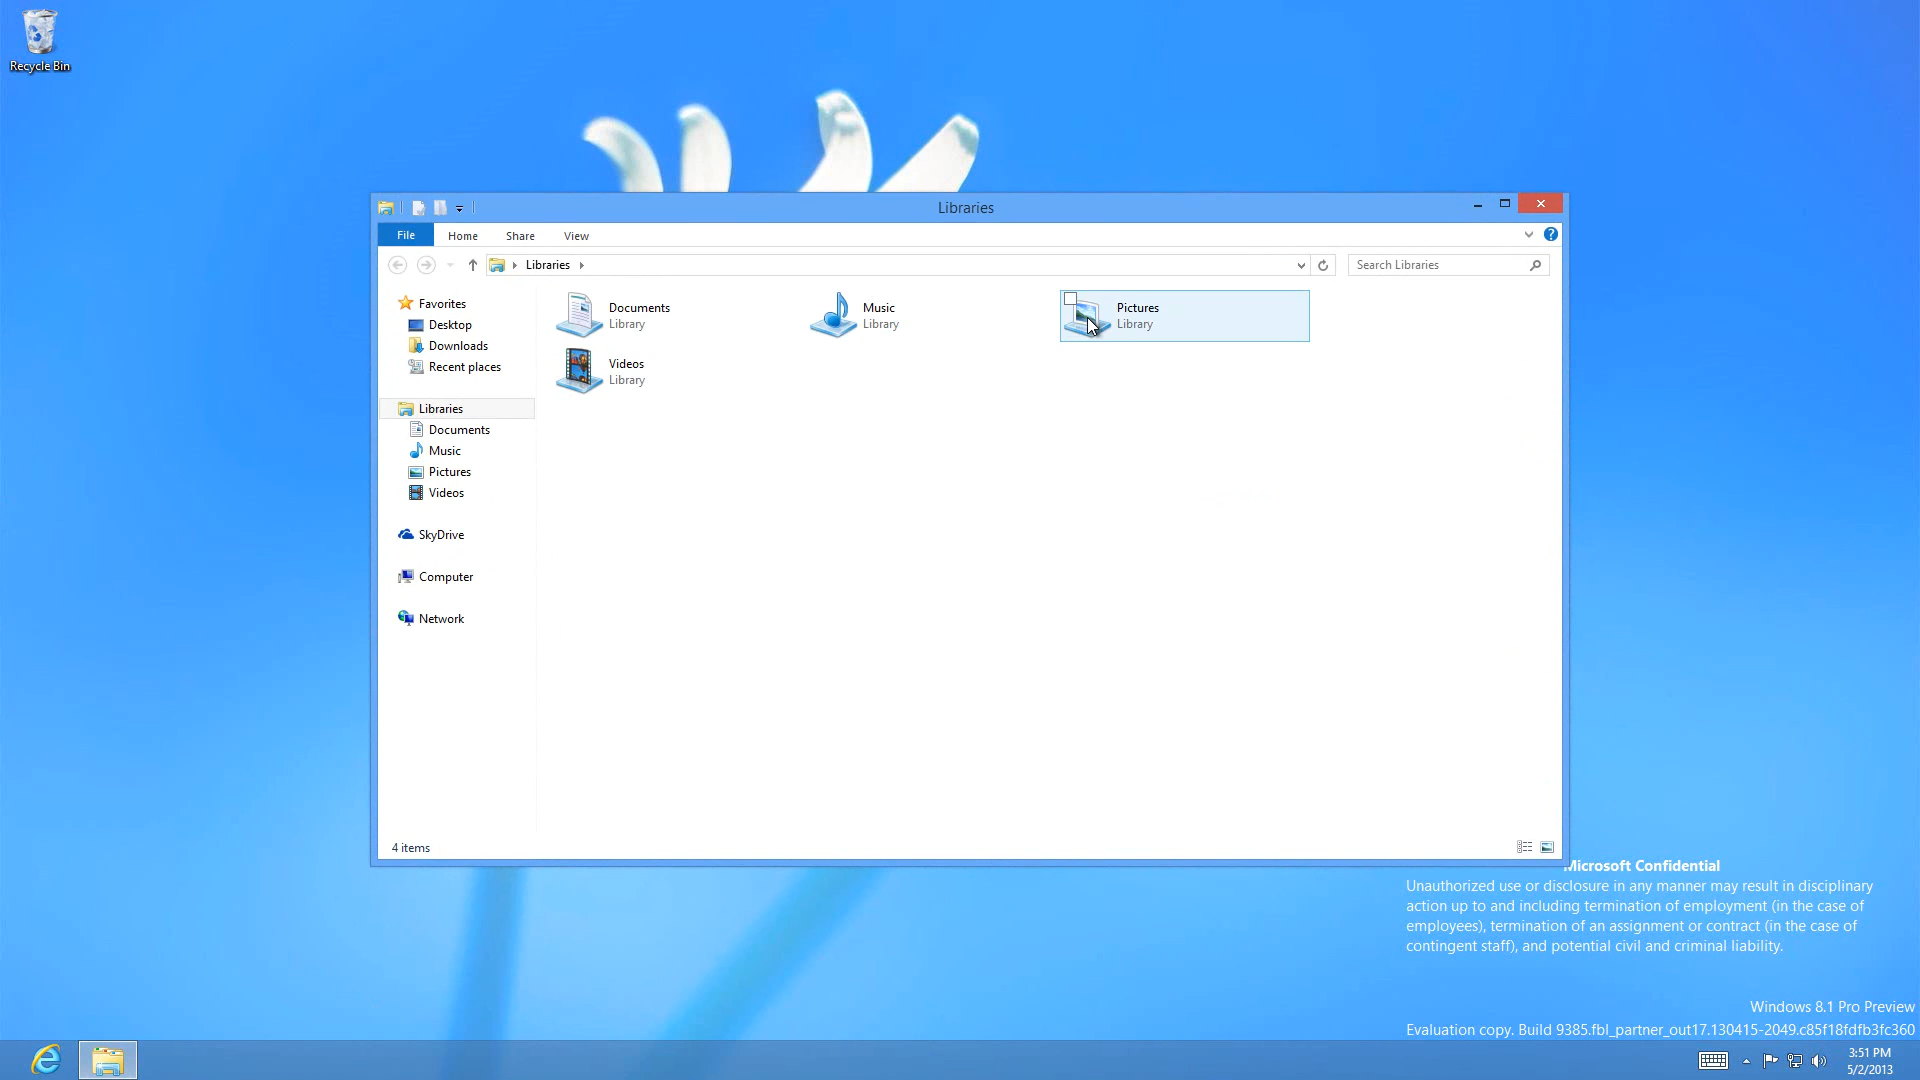 Recycle Bin
Libraries
File Home Share View
Libraries
Search Libraries
Favorites
Desktop
Downloads
Recent places
Libraries
Documents
Music
Pictures
Videos
SkyDrive
Computer
Network
Documents
Library
Music
Library
Pictures
Library
Videos
Library
4 items
Microsoft Confidential
Unauthorized use or disclosure in any manner may result in disciplinary
action up to and including termination of employment (in the case of
employees), termination of an assignment or contract (in the case of
contingent staff), and potential civil and criminal liability.
Windows 8.1 Pro Preview
Evaluation copy. Build 9385.fbl_partner_out17.130415-2049.c85f18fdfb3fc360
3:51 PM
5/2/2013